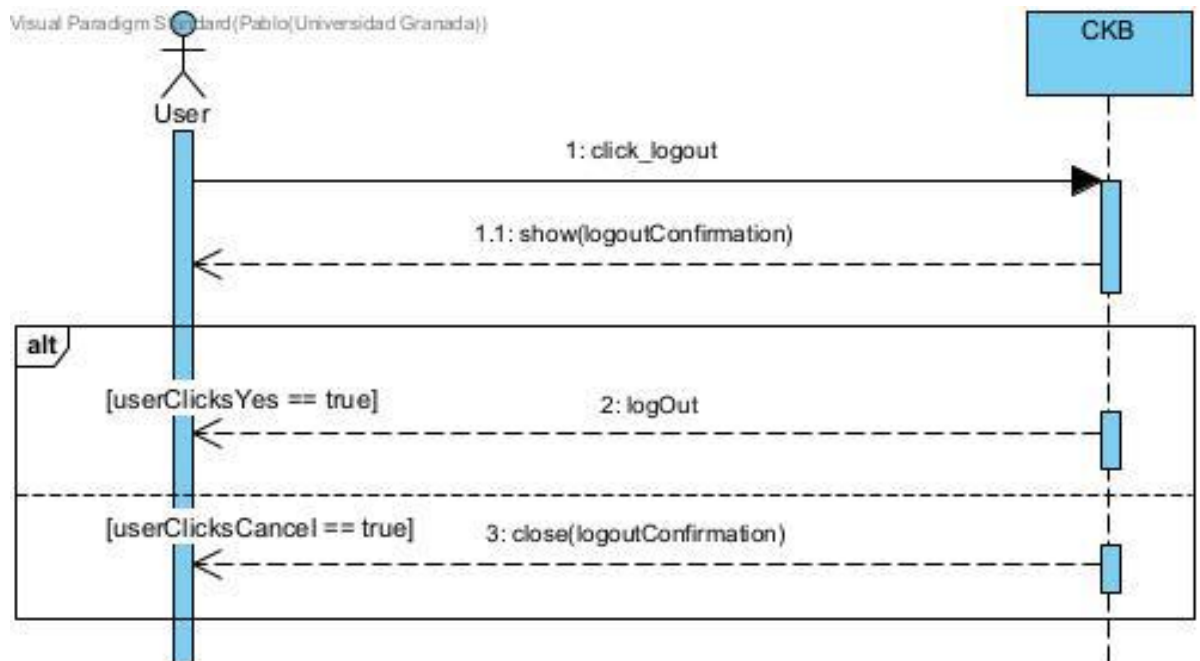 Visual Paradigm Standard(Pablo(Universidad Granada))
CKB
User
1: click_logout
1.1: show(logoutConfirmation)
alt
[userClicksYes == true]
2: logOut
[userClicksCancel == true]
3: close(logoutConfirmation)